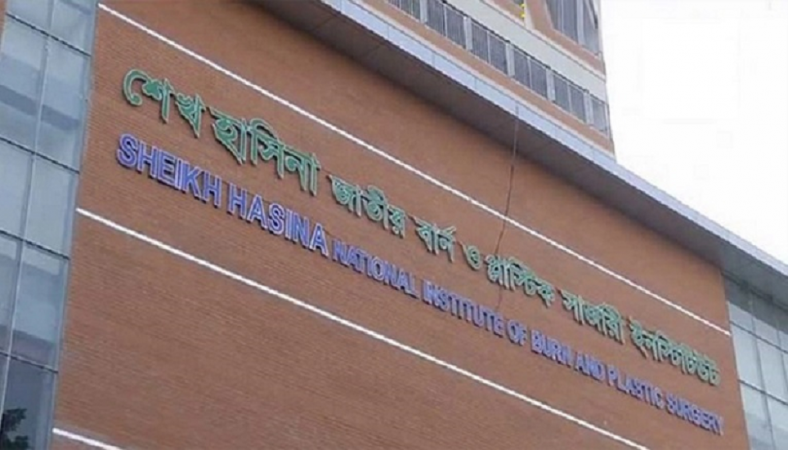 শেখ হাসিনা জাতীয় বার্ন ও প্লাস্টিক সার্জারী ইনস্টিটিউট
SHEIKH HASINA NATIONAL INSTITUTE OF BURN AND PLASTIC SURGERY